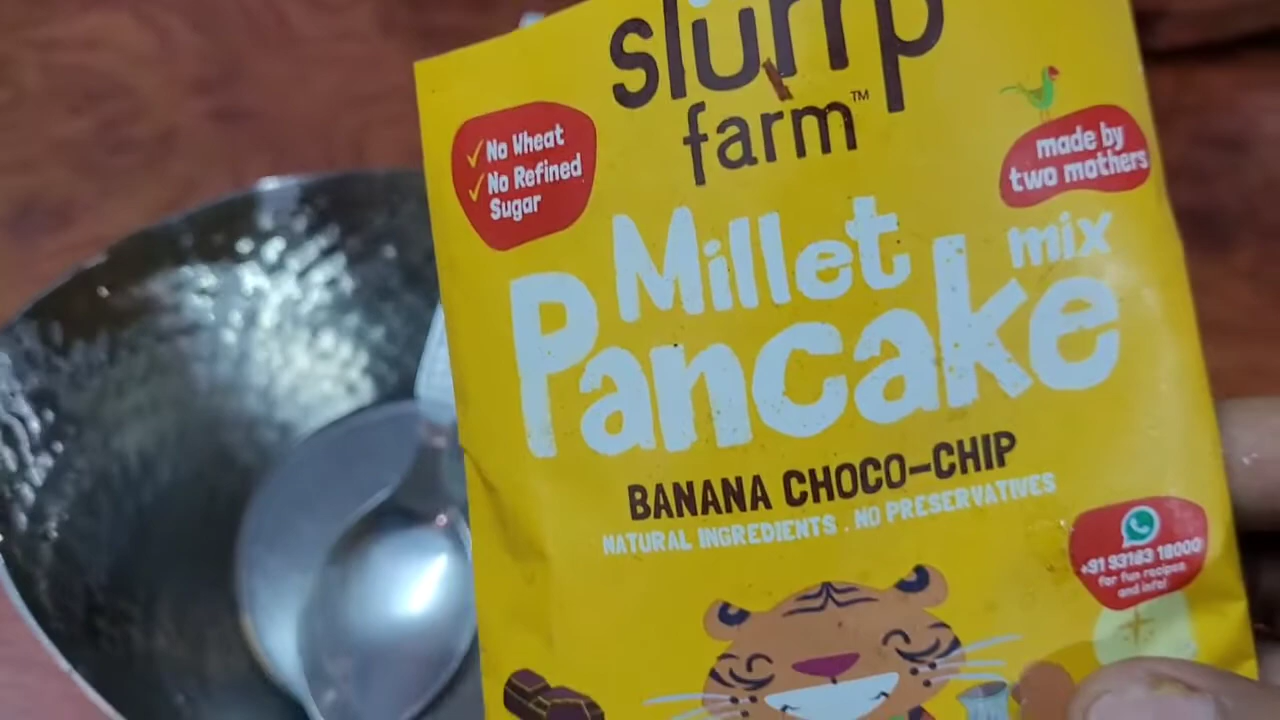 slurrp
farm™
✓No Wheat
✓No Refined
Sugar
made by
two mothers
Millet
Pancake
mix
BANANA CHOCO-CHIP
NATURAL INGREDIENTS . NO PRESERVATIVES
+91 93183 18000
for fun recipes
and info!